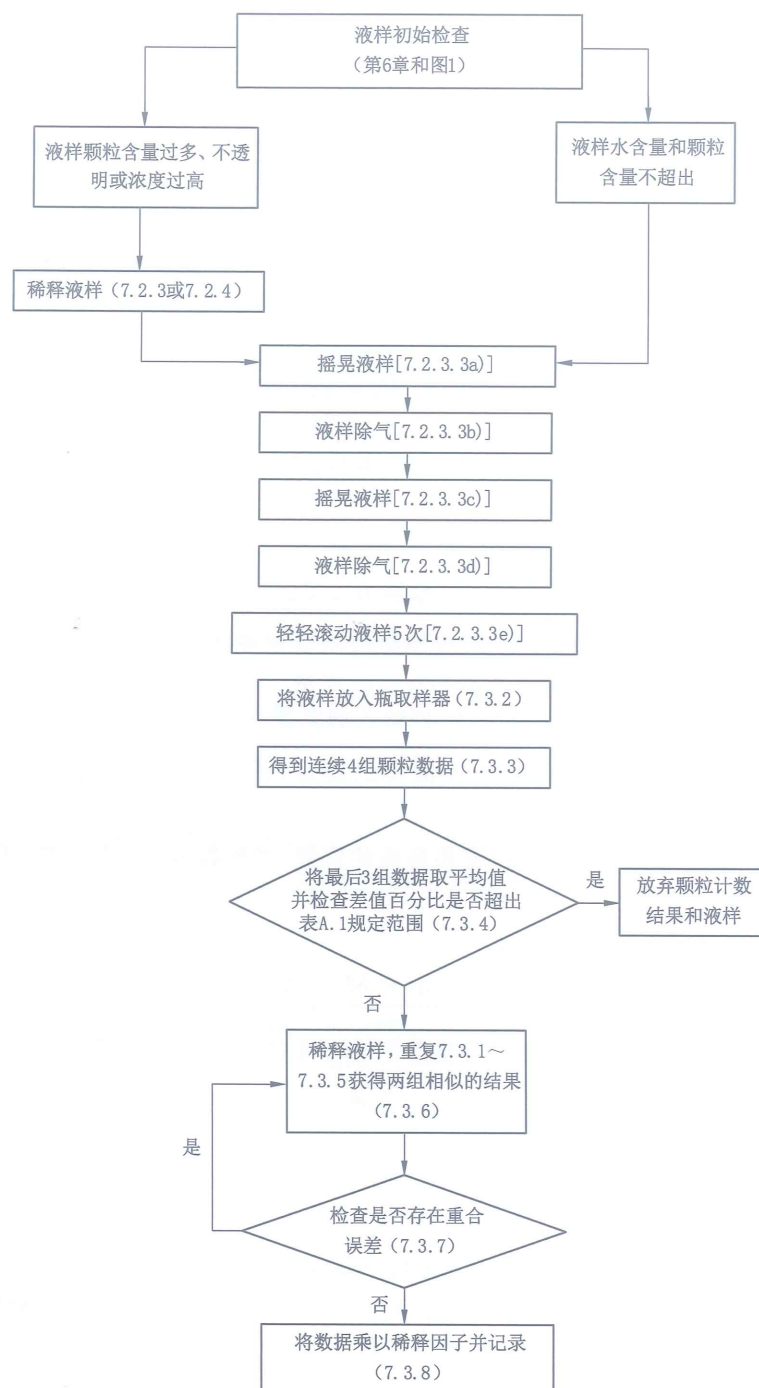 液样初始检查
（第6章和图1）
液样颗粒含量过多、不透
明或浓度过高
液样水含量和颗粒
含量不超出
稀释液样（7.2.3或7.2.4）
摇晃液样[7.2.3.3a)]
液样除气[7.2.3.3b)]
摇晃液样[7.2.3.3c)]
液样除气[7.2.3.3d)]
轻轻滚动液样5次[7.2.3.3e)]
将液样放入瓶取样器（7.3.2）
得到连续4组颗粒数据（7.3.3）
将最后3组数据取平均值
并检查差值百分比是否超出
表A.1规定范围（7.3.4）
是
放弃颗粒计数
结果和液样
否
稀释液样，重复7.3.1～
7.3.5获得两组相似的结果
（7.3.6）
是
检查是否存在重合
误差（7.3.7）
否
将数据乘以稀释因子并记录
（7.3.8）